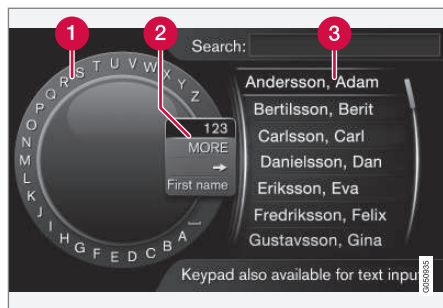 1
2
3
Search:
A B C D E F G H I J K L M N O P Q R S T U V W X Y Z
123
MORE
First name
Andersson, Adam
Bertilsson, Berit
Carlsson, Carl
Danielsson, Dan
Eriksson, Eva
Fredriksson, Felix
Gustavsson, Gina
Keypad also available for text input
G050935